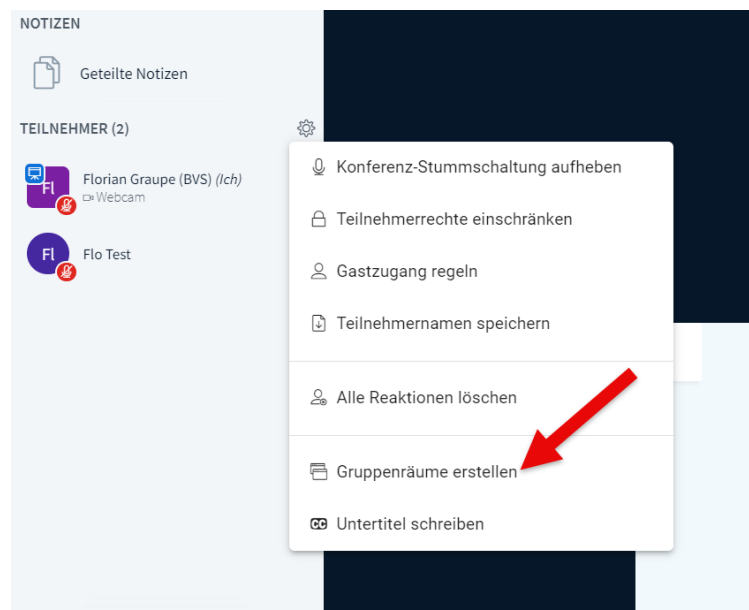 NOTIZEN
Geteilte Notizen
TEILNEHMER (2)
Fl
Florian Graupe (BVS) (Ich)
Webcam
Fl
Flo Test
Konferenz-Stummschaltung aufheben
Teilnehmerrechte einschränken
Gastzugang regeln
Teilnehmernamen speichern
Alle Reaktionen löschen
Gruppenräume erstellen
CC Untertitel schreiben